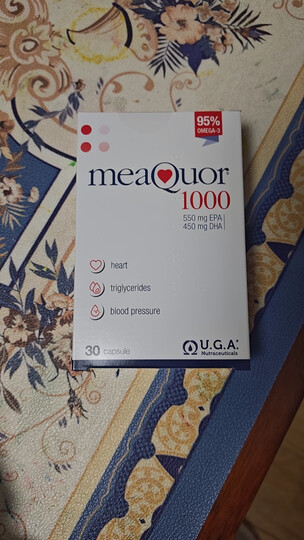 95%
OMEGA-3
meaQuor
1000
550 mg EPA
450 mg DHA
heart
triglycerides
blood pressure
30 capsule
U.G.A.
Nutraceuticals